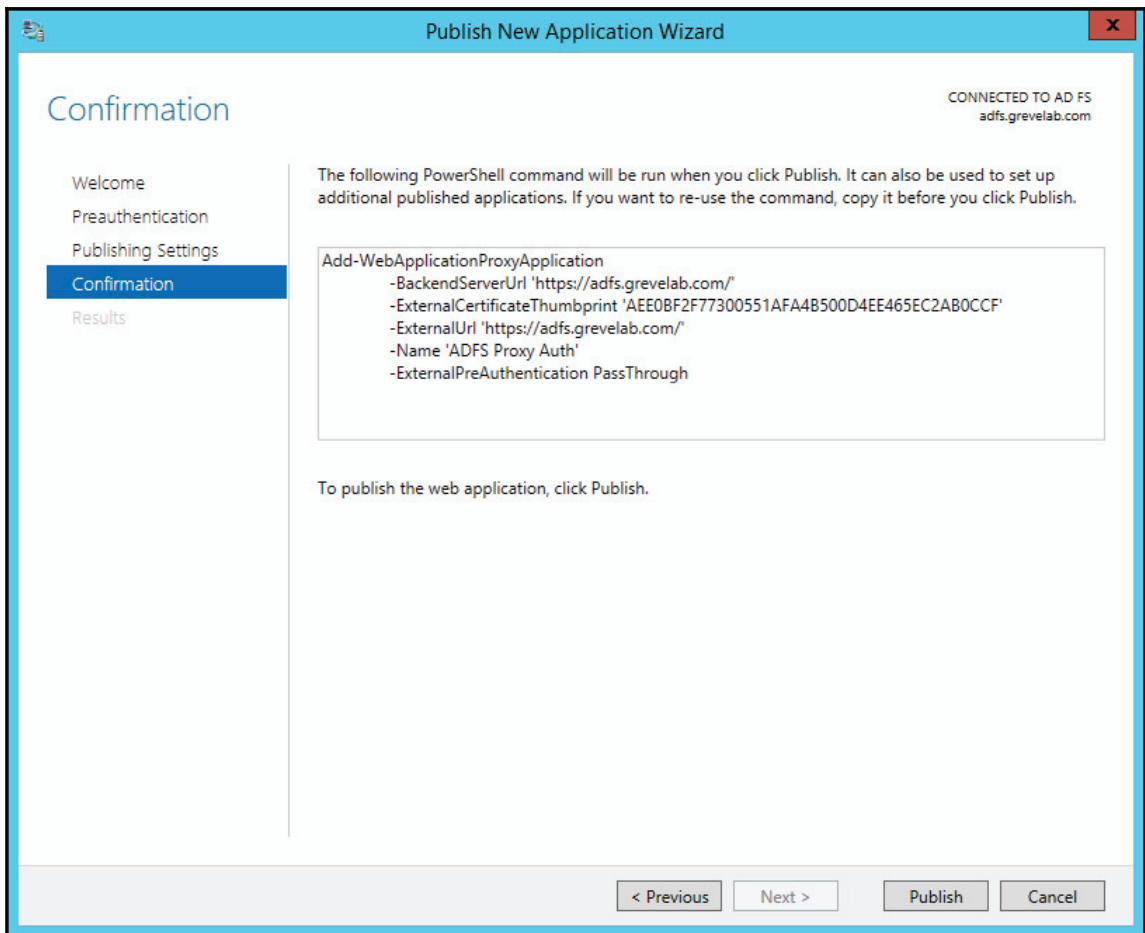 Publish New Application Wizard
x
Confirmation
CONNECTED TO AD FS
adfs.grevelab.com
Welcome
Preauthentication
Publishing Settings
Confirmation
Results
The following PowerShell command will be run when you click Publish. It can also be used to set up
additional published applications. If you want to re-use the command, copy it before you click Publish.
Add-WebApplicationProxyApplication
-BackendServerUrl 'https://adfs.grevelab.com/'
-ExternalCertificateThumbprint 'AEE0BF2F77300551AFA4B500D4EE465EC2AB0CCF'
-ExternalUrl 'https://adfs.grevelab.com/'
-Name 'ADFS Proxy Auth'
-ExternalPreAuthentication PassThrough
To publish the web application, click Publish.
< Previous
Next >
Publish
Cancel